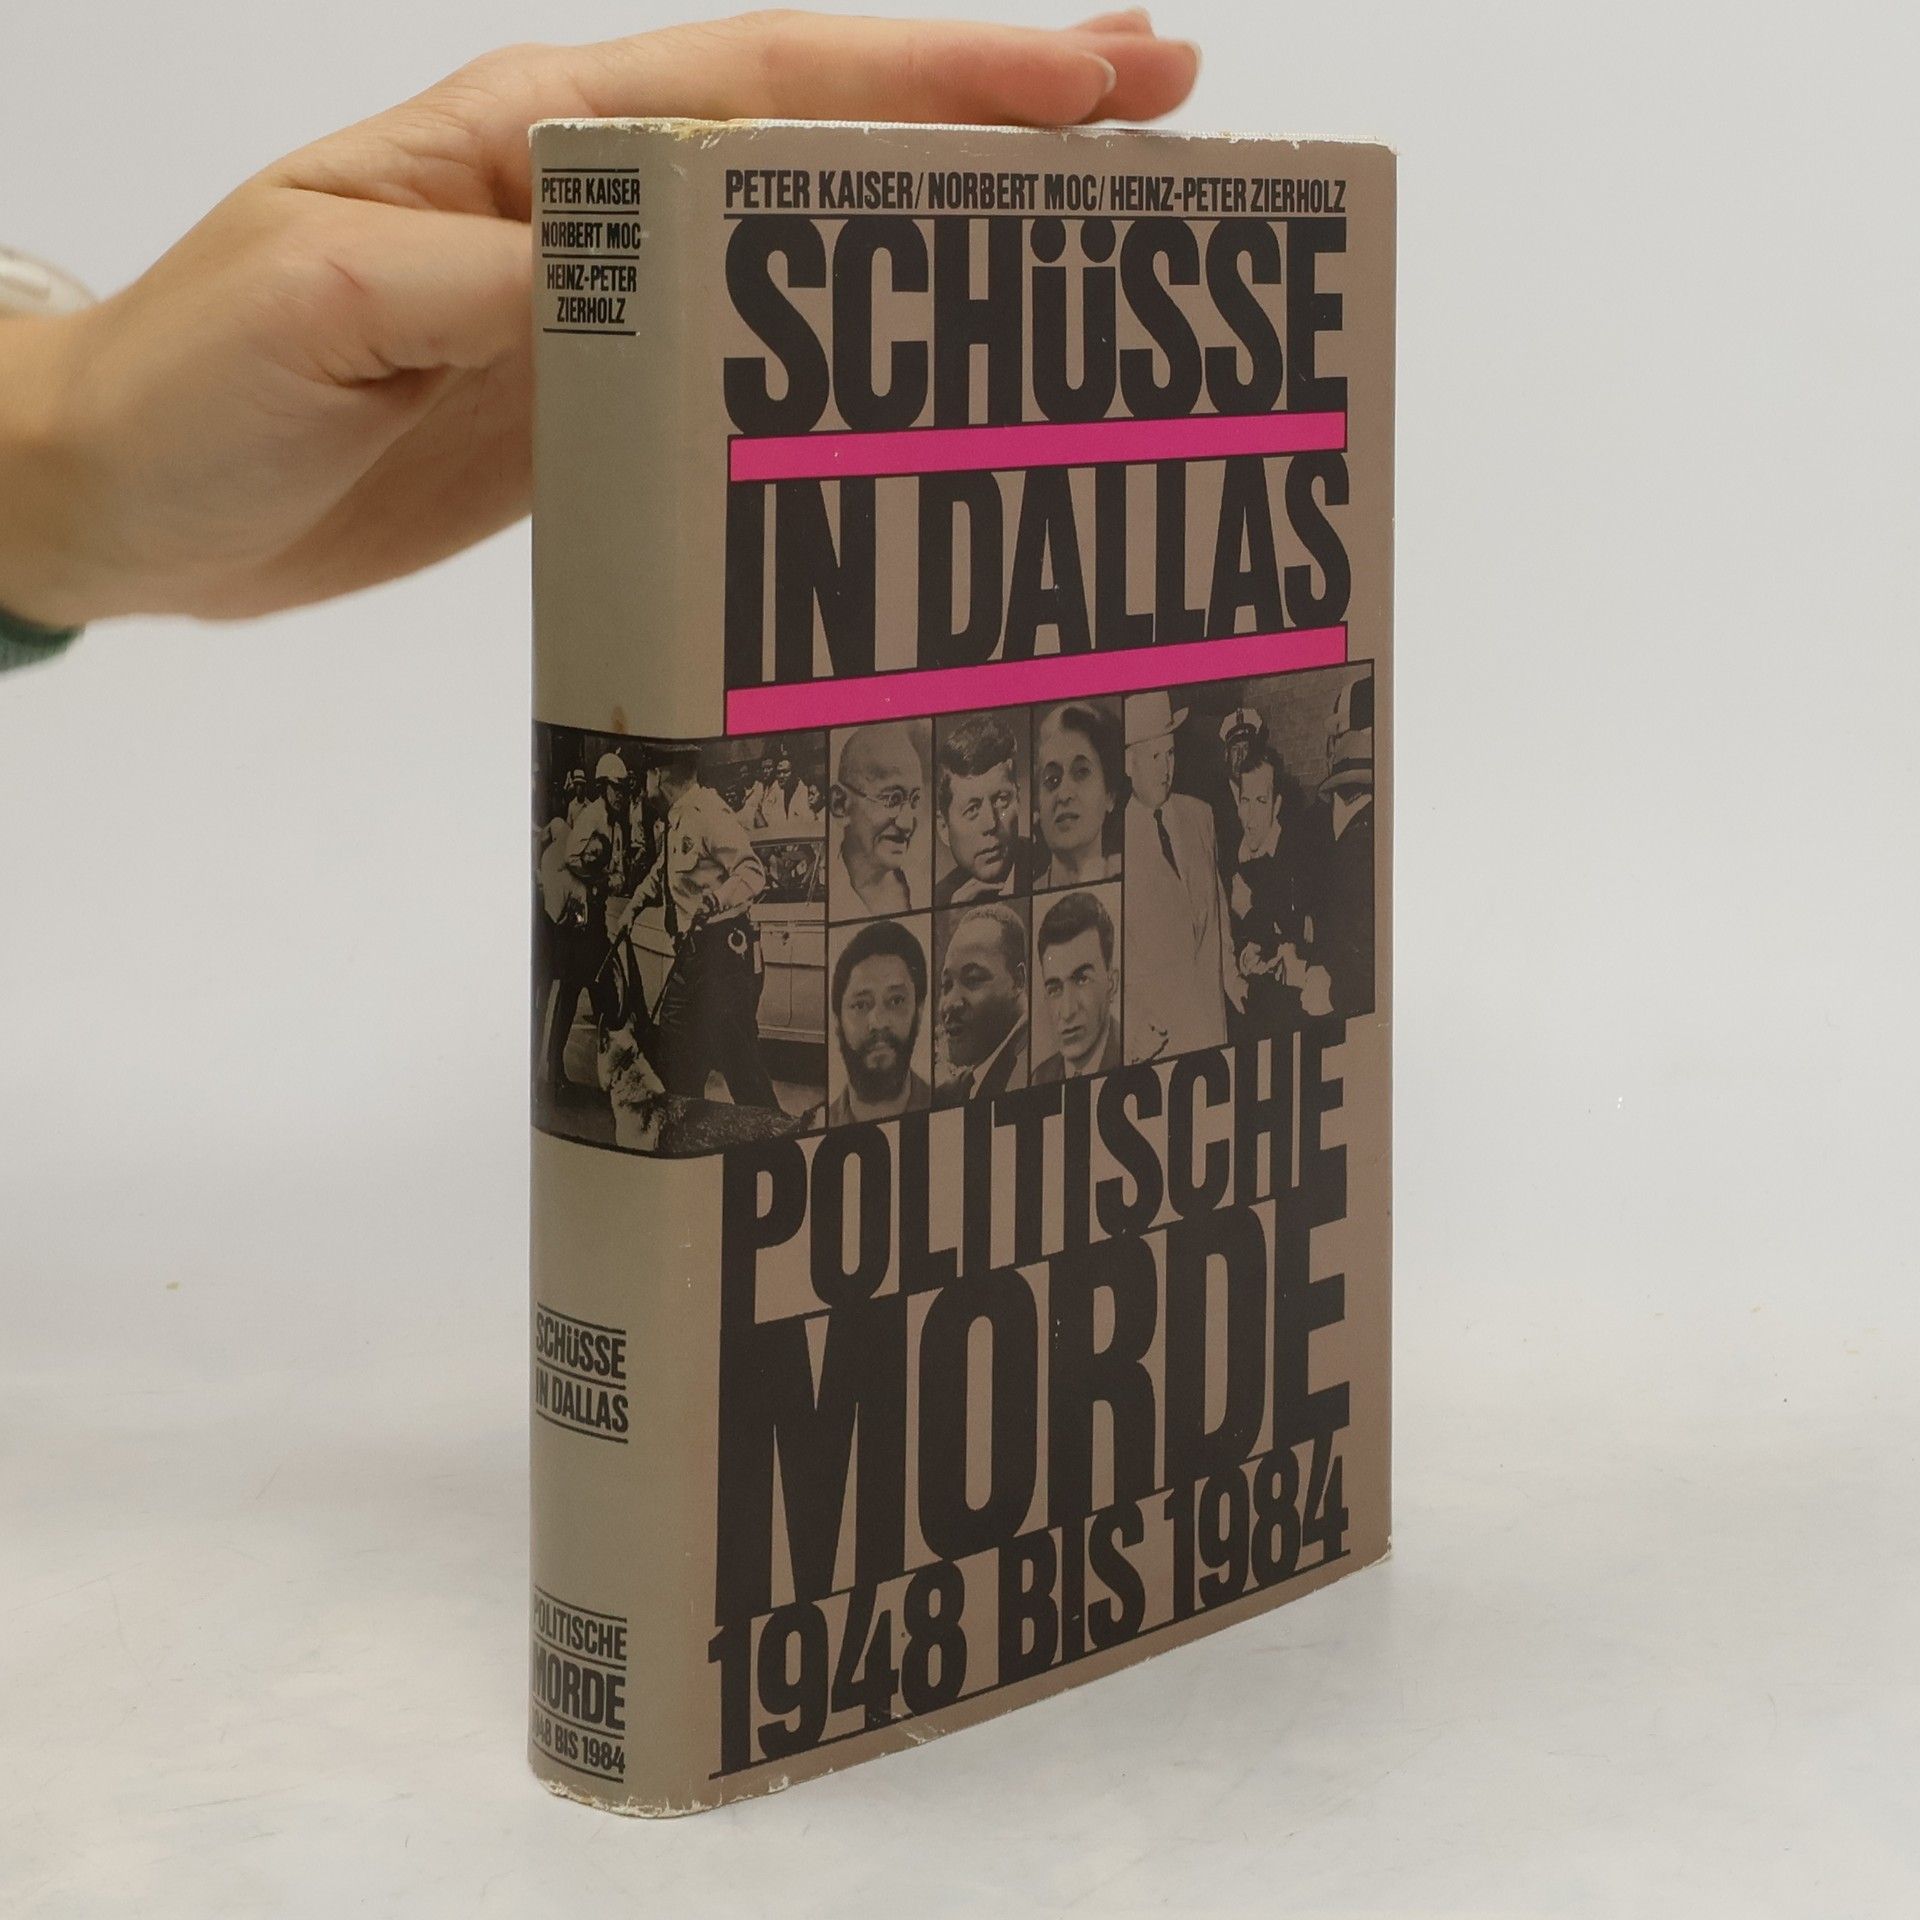 PETER KAISER
NORBERT MOC
HEINZ-PETER
ZIERHOLZ
SCHÜSSE
IN DALLAS
POLITISCHE
MORDE
1948 BIS 1984
PETER KAISER/NORBERT MOC/HEINZ-PETER ZIERHOLZ
SCHÜSSE
IN DALLAS
POLITISCHE
MORDE
1948 BIS 1984